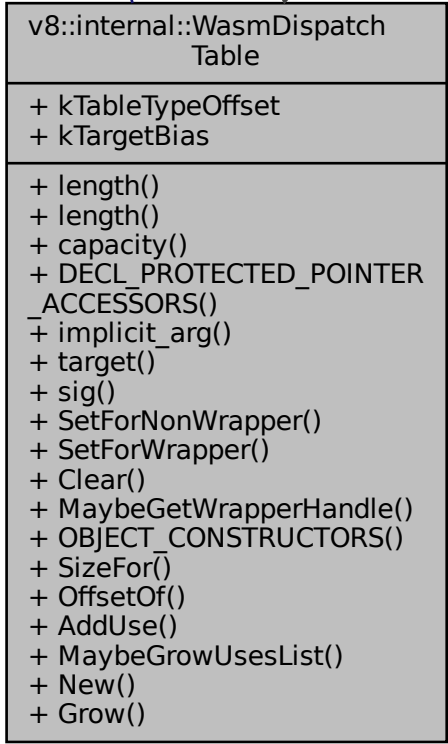 v8::internal::WasmDispatch
Table
+ kTableTypeOffset
+ kTargetBias
+ length()
+ length()
+ capacity()
+ DECL_PROTECTED_POINTER
_ACCESSORS()
+ implicit_arg()
+ target()
+ sig()
+ SetForNonWrapper()
+ SetForWrapper()
+ Clear()
+ MaybeGetWrapperHandle()
+ OBJECT_CONSTRUCTORS()
+ SizeFor()
+ OffsetOf()
+ AddUse()
+ MaybeGrowUsesList()
+ New()
+ Grow()